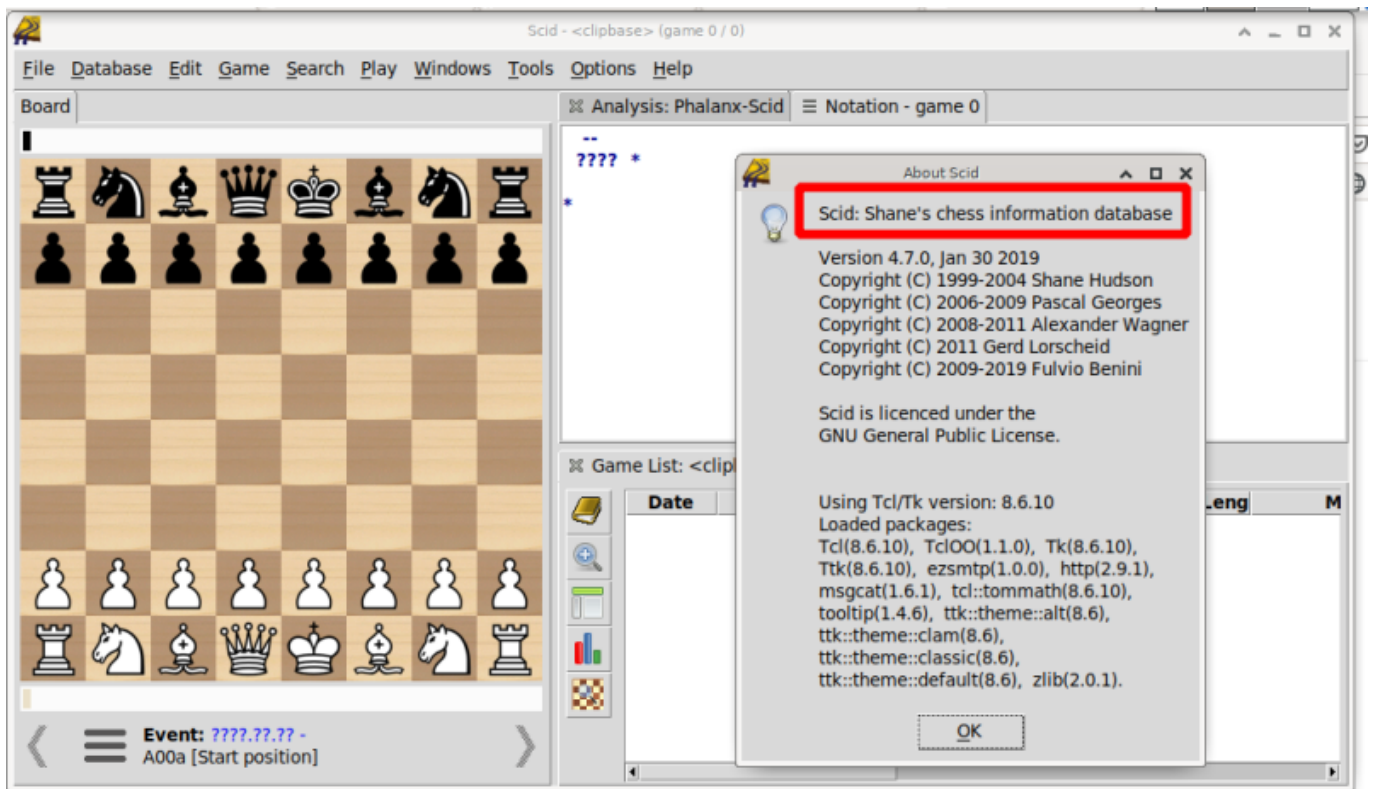 Scid - <clipbase> (game 0 / 0)
File Database Edit Game Search Play Windows Tools Options Help
Board
Analysis: Phalanx-Scid
Notation - game 0
--
???? *
*
About Scid
Scid: Shane's chess information database
Version 4.7.0, Jan 30 2019
Copyright (C) 1999-2004 Shane Hudson
Copyright (C) 2006-2009 Pascal Georges
Copyright (C) 2008-2011 Alexander Wagner
Copyright (C) 2011 Gerd Lorscheid
Copyright (C) 2009-2019 Fulvio Benini
Scid is licenced under the
GNU General Public License.
Using Tcl/Tk version: 8.6.10
Loaded packages:
Tcl(8.6.10), TclOO(1.1.0), Tk(8.6.10),
Ttk(8.6.10), ezsmtp(1.0.0), http(2.9.1),
msgcat(1.6.1), tcl::tommath(8.6.10),
tooltip(1.4.6), ttk::theme::alt(8.6),
ttk::theme::clam(8.6),
ttk::theme::classic(8.6),
ttk::theme::default(8.6), zlib(2.0.1).
OK
Game List:
Date
M
Event: ????.??.?? -
A00a [Start position]